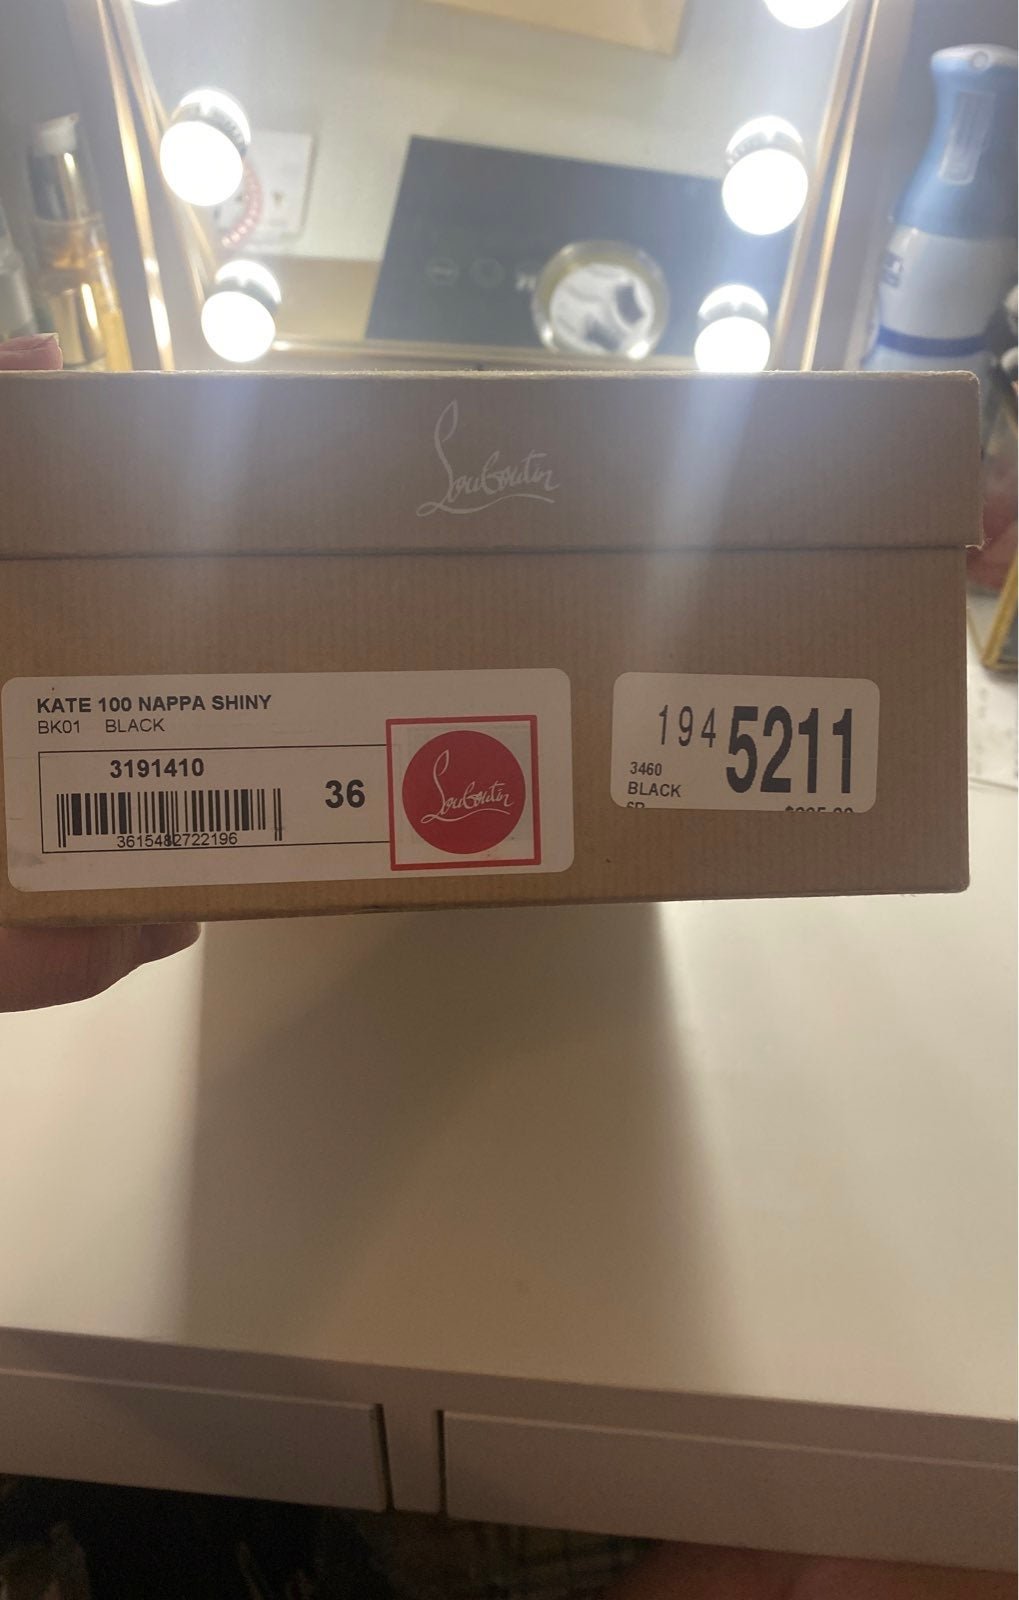 Louboutin
KATE 100 NAPPA SHINY
BK01 BLACK
3191410
36
3615482722196
Louboutin
194 5211
3460
BLACK